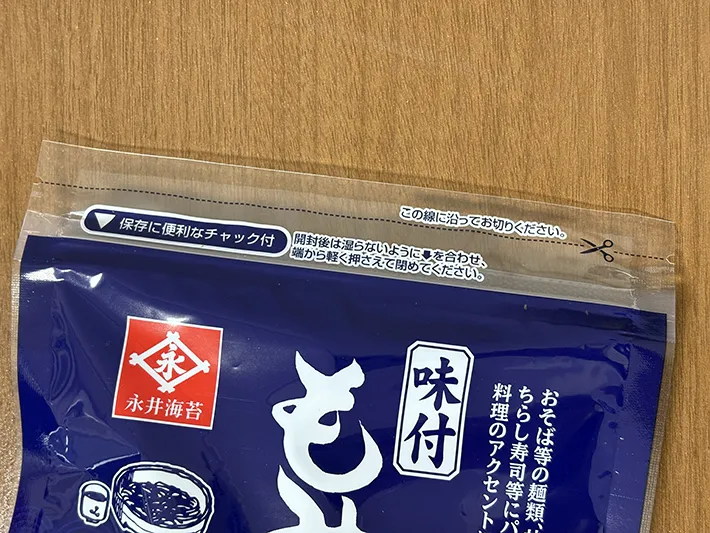 この線に沿ってお切りください。
▼保存に便利なチャック付
開封後は湿らないように⬇を合わせ、
端から軽く押さえて閉めてください。
永
永井海苔
味付
もみ
おそば等の麺類、
ちらし寿司等にパ
料理のアクセント